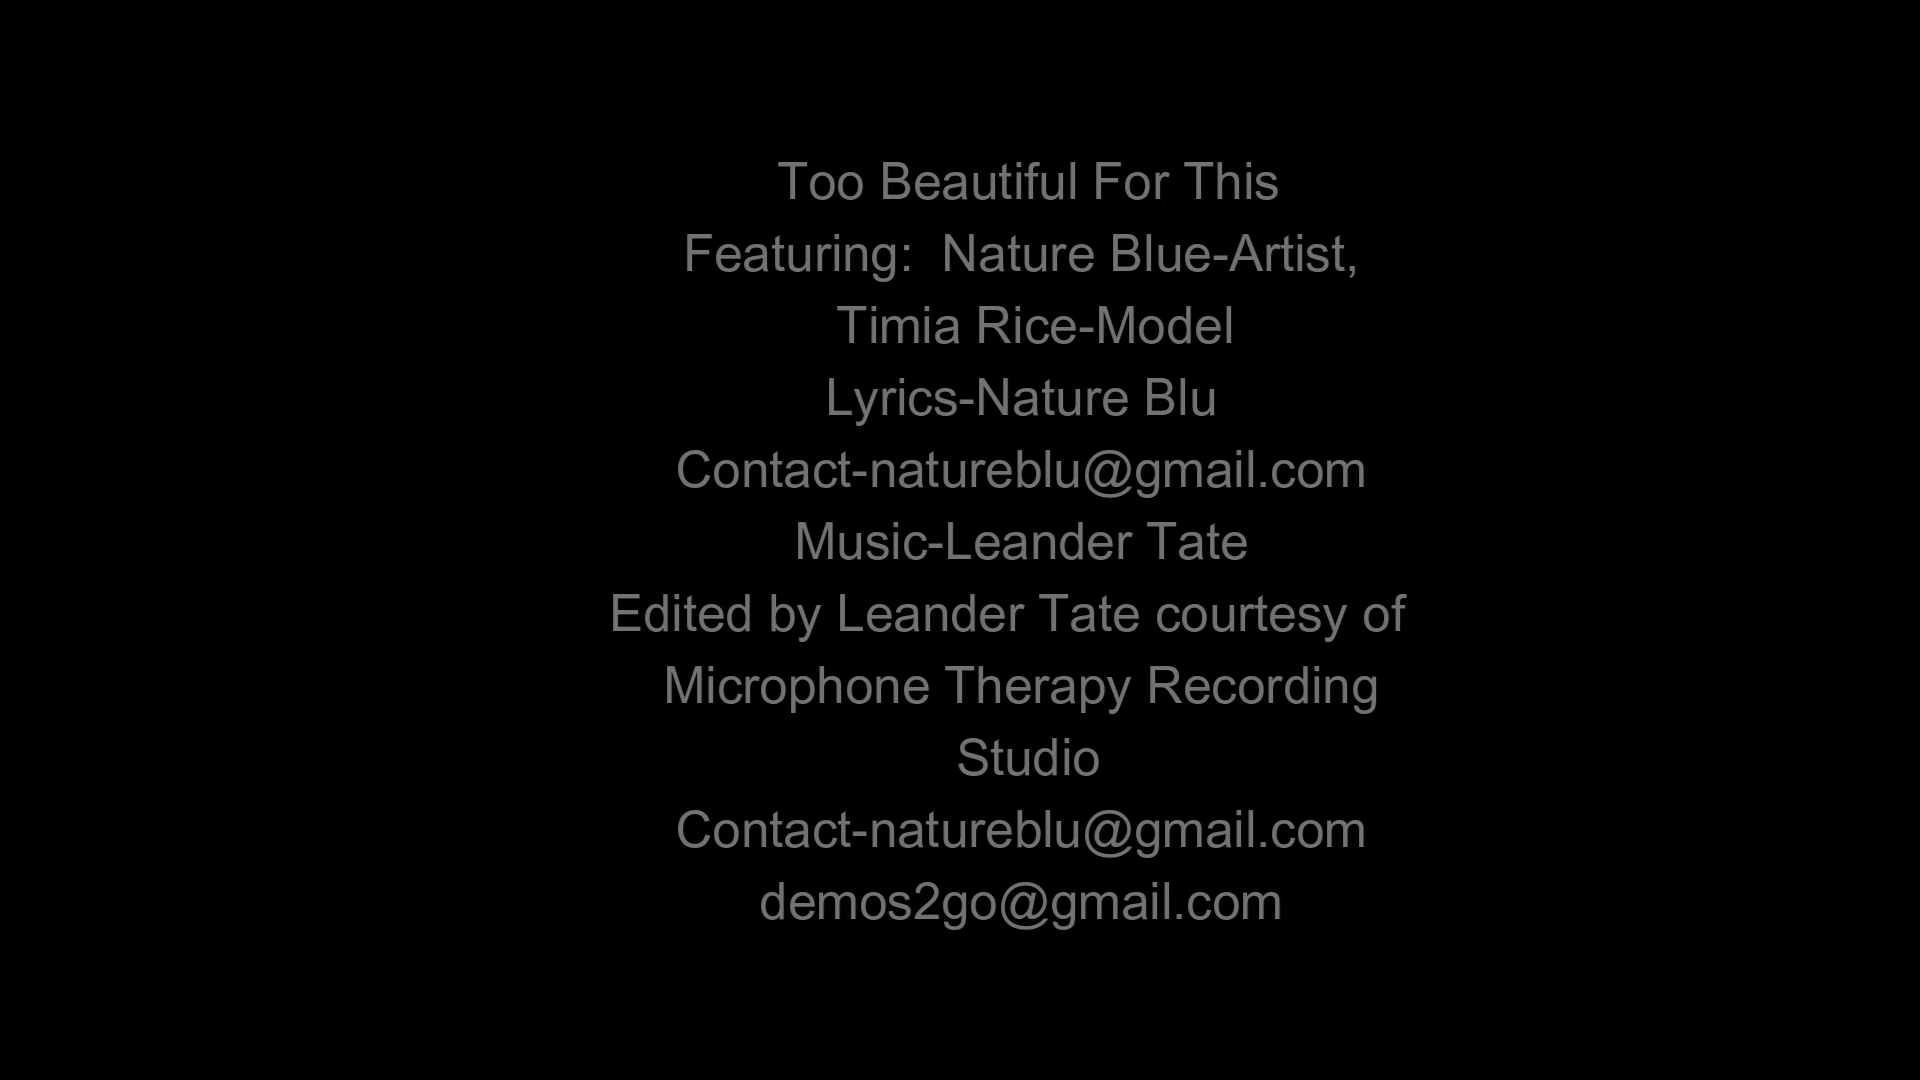 Too Beautiful For This
Featuring:  Nature Blue-Artist,
Timia Rice-Model
Lyrics-Nature Blu
Contact-natureblu@gmail.com
Music-Leander Tate
Edited by Leander Tate courtesy of
Microphone Therapy Recording
Studio
Contact-natureblu@gmail.com
demos2go@gmail.com